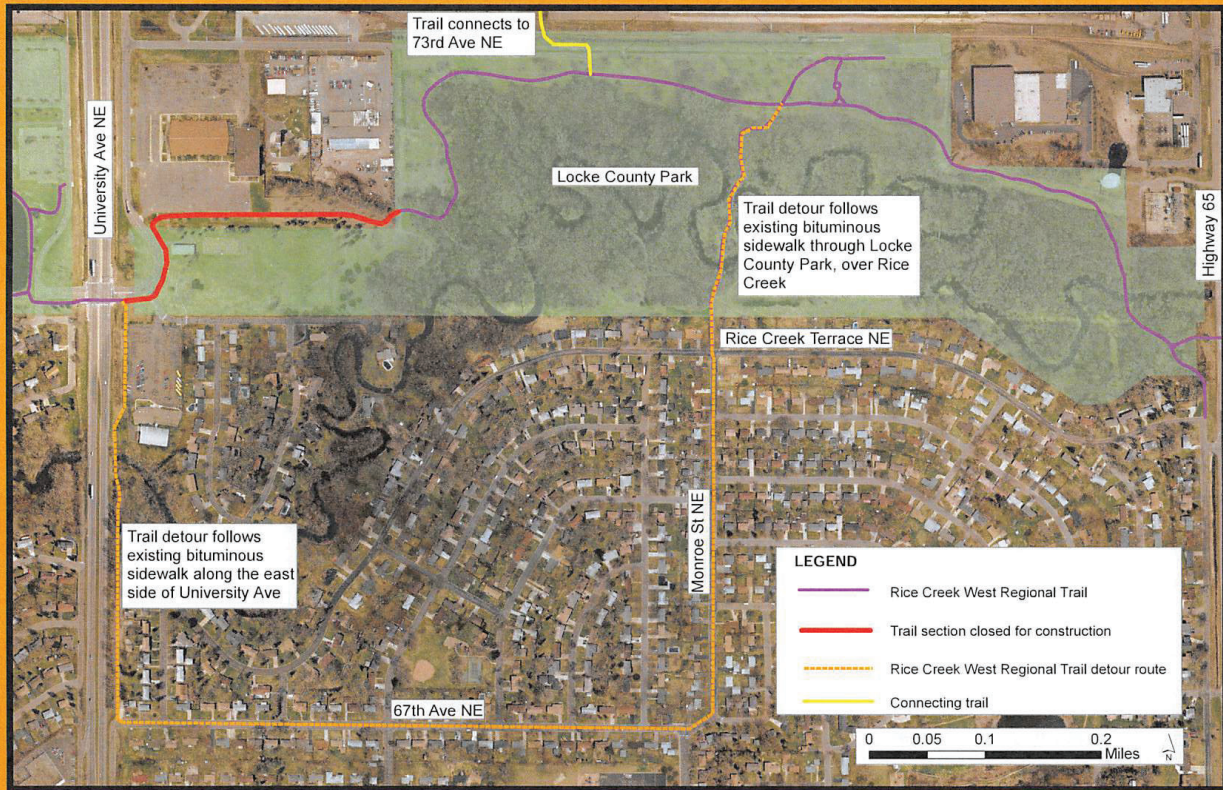 Trail connects to
73rd Ave NE
University Ave NE
Locke County Park
Trail detour follows
existing bituminous
sidewalk through Locke
County Park, over Rice
Creek
Highway 65
Rice Creek Terrace NE
Trail detour follows
existing bituminous
sidewalk along the east
side of University Ave
Monroe St NE
67th Ave NE
LEGEND
Rice Creek West Regional Trail
Trail section closed for construction
Rice Creek West Regional Trail detour route
Connecting trail
0 0.05 0.1 0.2
Miles
N